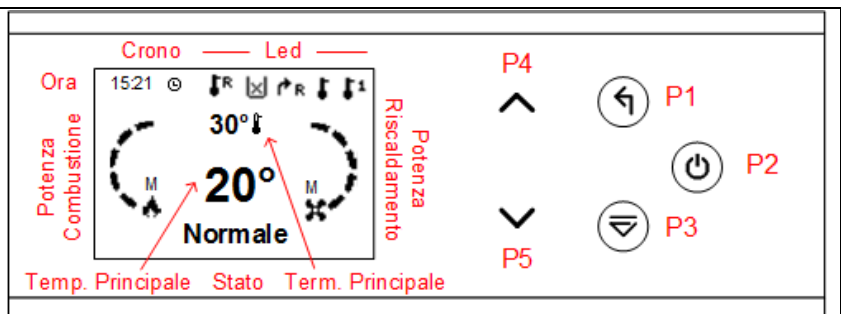 Crono Led
Ora
15:21 R R 1
30°
20°
M M
Normale
Potenza
Combustione
Potenza
Riscaldamento
Temp. Principale Stato Term. Principale
P4
P1
P2
P3
P5